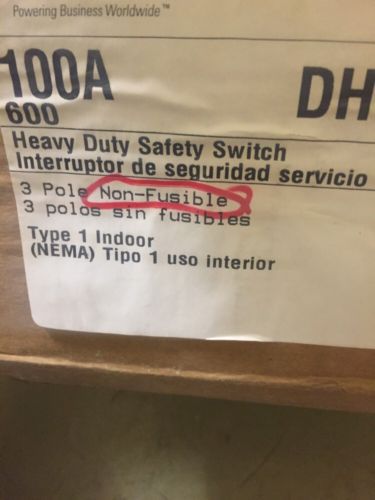 Powering Business Worldwide™
100A DH
600
Heavy Duty Safety Switch
Interruptor de seguridad servicio
3 Pole Non-Fusible
3 polos sin fusibles
Type 1 Indoor
(NEMA) Tipo 1 uso interior